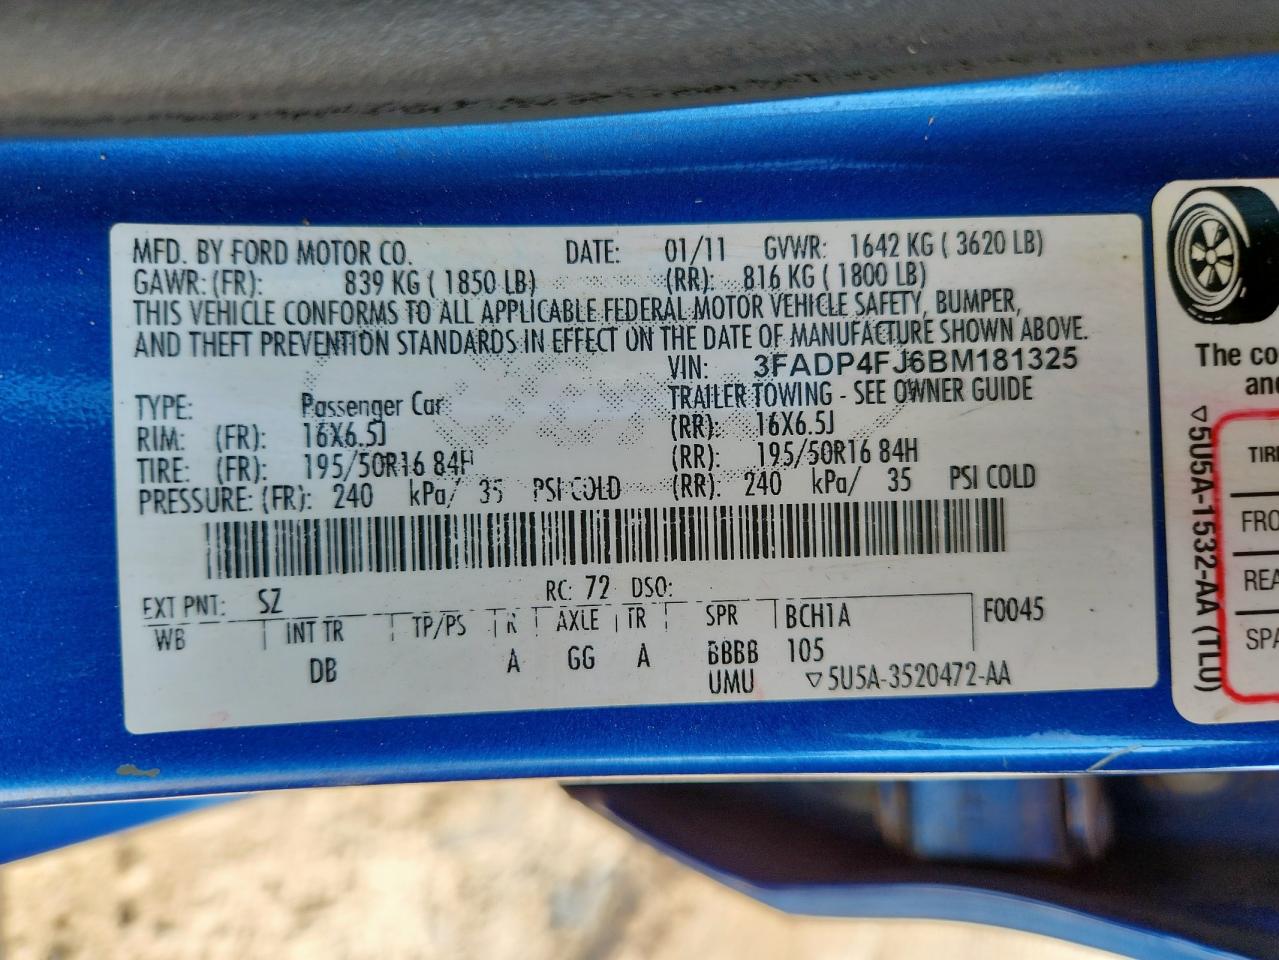 MFD. BY FORD MOTOR CO. DATE: 01/11 GVWR: 1642 KG ( 3620 LB)
GAWR: (FR): 839 KG ( 1850 LB) (RR): 816 KG ( 1800 LB)
THIS VEHICLE CONFORMS TO ALL APPLICABLE FEDERAL MOTOR VEHICLE SAFETY, BUMPER,
AND THEFT PREVENTION STANDARDS IN EFFECT ON THE DATE OF MANUFACTURE SHOWN ABOVE.
VIN: 3FADP4FJ6BM181325
TYPE: Passenger Car TRAILER TOWING - SEE OWNER GUIDE
RIM: (FR): 16X6.5J (RR): 16X6.5J
TIRE: (FR): 195/50R16 84H (RR): 195/50R16 84H
PRESSURE: (FR): 240 kPa/ 35 PSI COLD (RR): 240 kPa/ 35 PSI COLD
EXT PNT: SZ RC: 72 DSO:
WB INT TR TP/PS R AXLE TR SPR BCH1A F0045
DB A GG A BBBB 105
UMU ▽5U5A-3520472-AA
The co
and
▽5U5A-1532-AA (TLU)
TIRE
FRO
REA
SPA